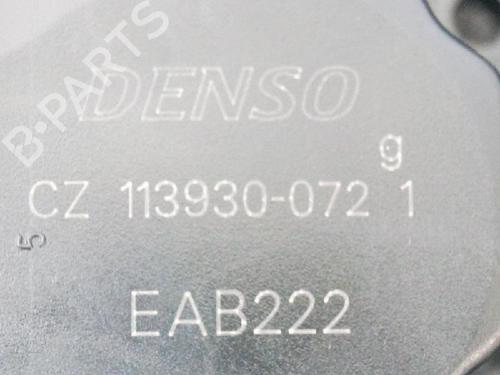 B-PARTS
DENSO
g
CZ 113930-072 1
5
EAB222